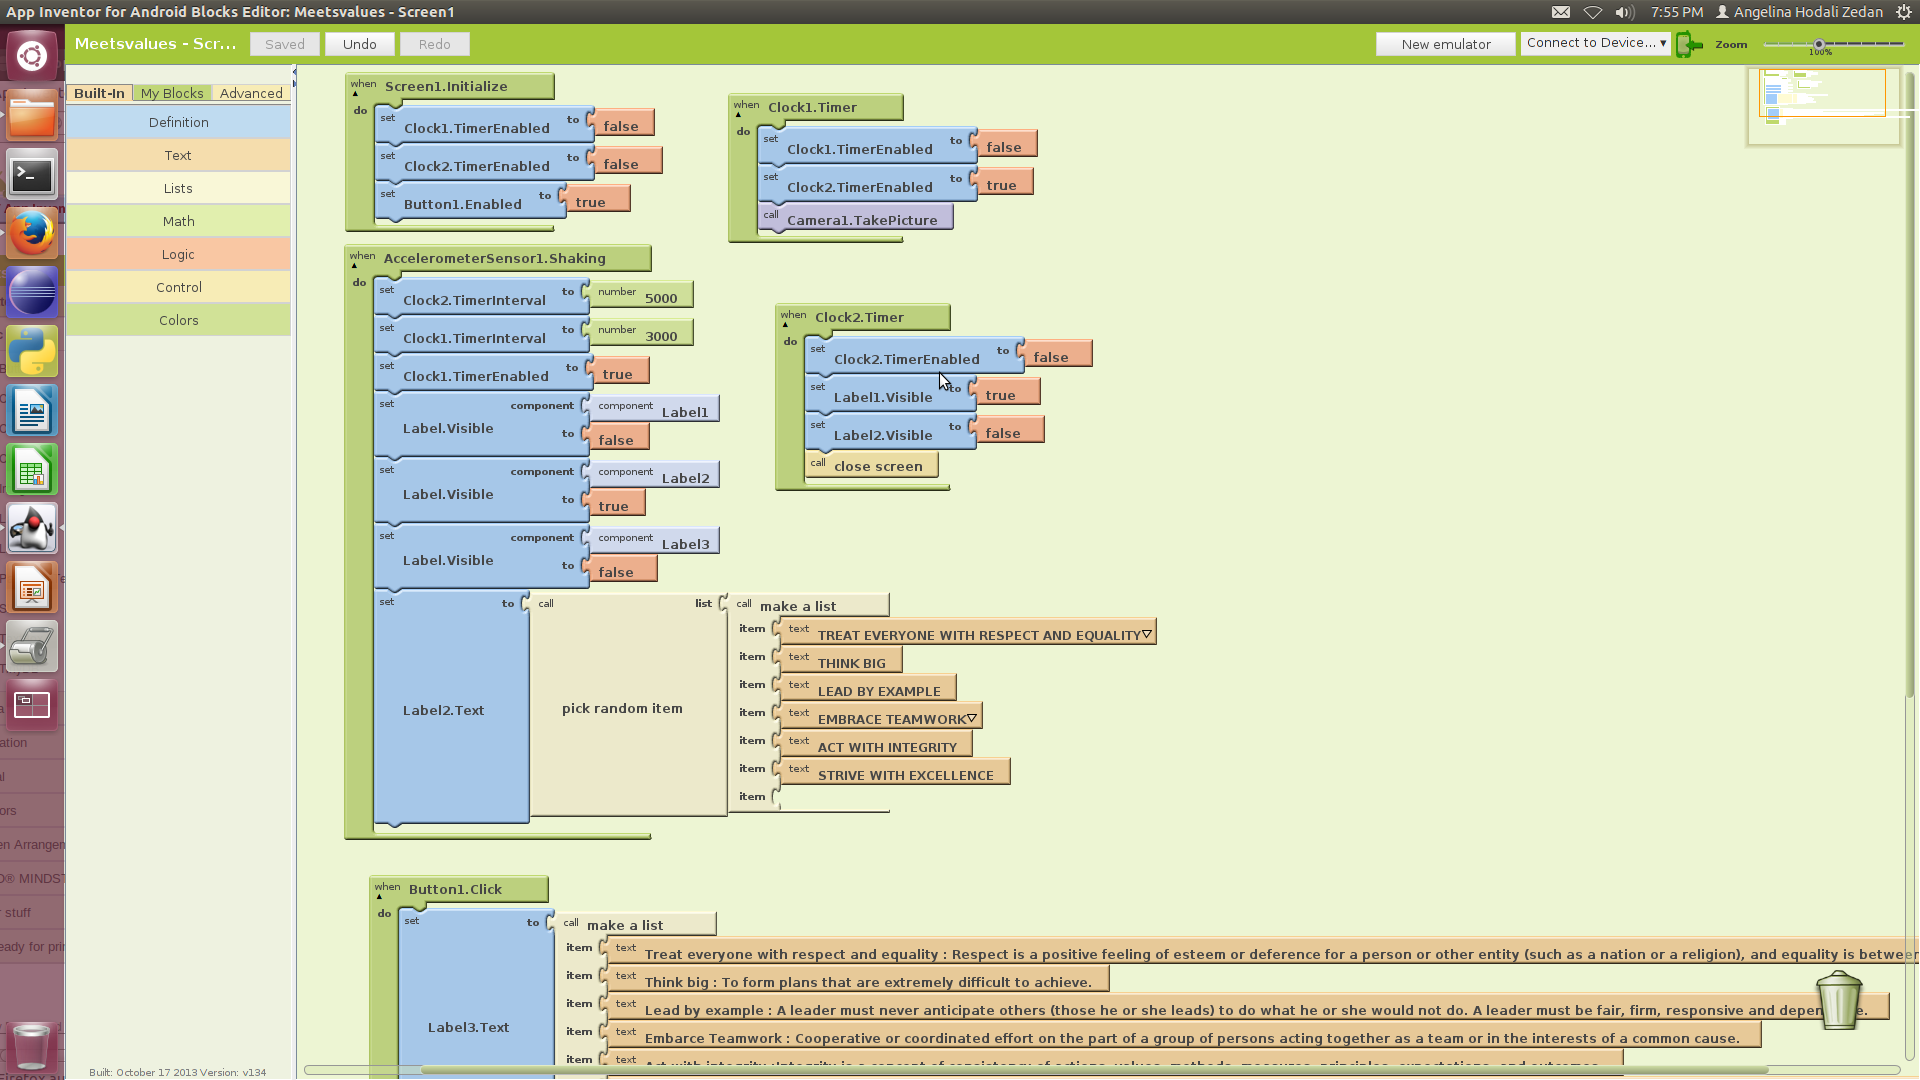 App Inventor for Android Blocks Editor: Meetsvalues - Screen1
7:55 PM Angelina Hodali Zedan
Meetsvalues - Scr... Saved Undo Redo New emulator Connect to Device... Zoom
100%
Built-In My Blocks Advanced
Definition
Text
Lists
Math
Logic
Control
Colors
when Screen1.Initialize
do set Clock1.TimerEnabled to false
set Clock2.TimerEnabled to false
set Button1.Enabled to true
when Clock1.Timer
do set Clock1.TimerEnabled to false
set Clock2.TimerEnabled to true
call Camera1.TakePicture
when AccelerometerSensor1.Shaking
do set Clock2.TimerInterval to number 5000
set Clock1.TimerInterval to number 3000
set Clock1.TimerEnabled to true
set Label.Visible component component Label1
to false
set Label.Visible component component Label2
to true
set Label.Visible component component Label3
to false
set Label2.Text to call pick random item list call make a list
item text TREAT EVERYONE WITH RESPECT AND EQUALITY
item text THINK BIG
item text LEAD BY EXAMPLE
item text EMBRACE TEAMWORK
item text ACT WITH INTEGRITY
item text STRIVE WITH EXCELLENCE
item
when Clock2.Timer
do set Clock2.TimerEnabled to false
set Label1.Visible to true
set Label2.Visible to false
call close screen
when Button1.Click
do set Label3.Text to call make a list
item text Treat everyone with respect and equality : Respect is a positive feeling of esteem or deference for a person or other entity (such as a nation or a religion), and equality is betwee
item text Think big : To form plans that are extremely difficult to achieve.
item text Lead by example : A leader must never anticipate others (those he or she leads) to do what he or she would not do. A leader must be fair, firm, responsive and depen
item text Embarce Teamwork : Cooperative or coordinated effort on the part of a group of persons acting together as a team or in the interests of a common cause.
item text
ation
ors
en Arrangem
O® MINDST
r stuff
eady for prin
Built: October 17 2013 Version: v134